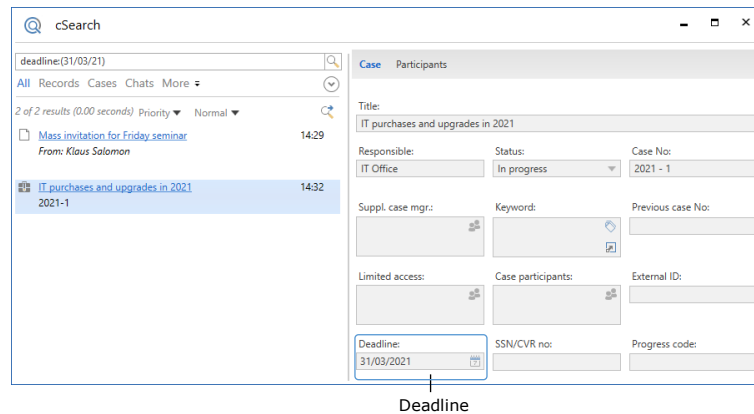 cSearch
deadline:(31/03/21)
All Records Cases Chats More
2 of 2 results (0.00 seconds) Priority Normal
Mass invitation for Friday seminar 14:29
From: Klaus Salomon
IT purchases and upgrades in 2021 14:32
2021-1
Case Participants
Title:
IT purchases and upgrades in 2021
Responsible: Status: Case No:
IT Office In progress 2021 - 1
Suppl. case mgr.: Keyword: Previous case No:
Limited access: Case participants: External ID:
Deadline: SSN/CVR no: Progress code:
31/03/2021
Deadline